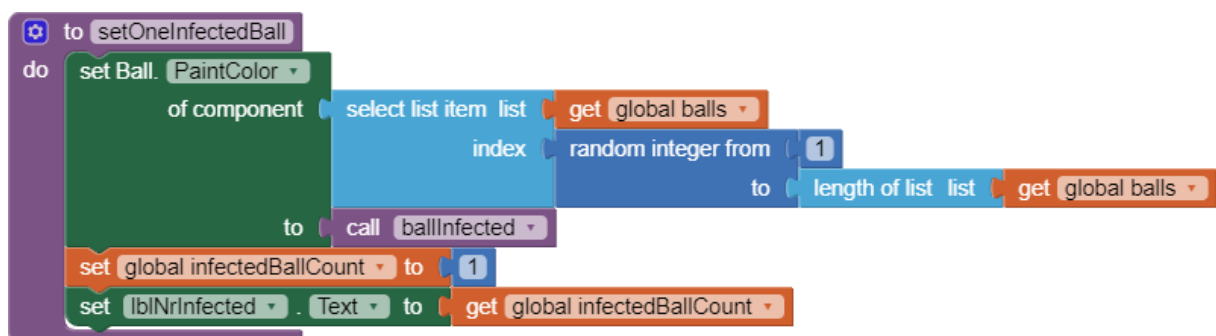 to setOneInfectedBall
do set Ball. PaintColor
of component select list item list get global balls
index random integer from 1
to length of list list get global balls
to call ballInfected
set global infectedBallCount to 1
set lblNrInfected . Text to get global infectedBallCount